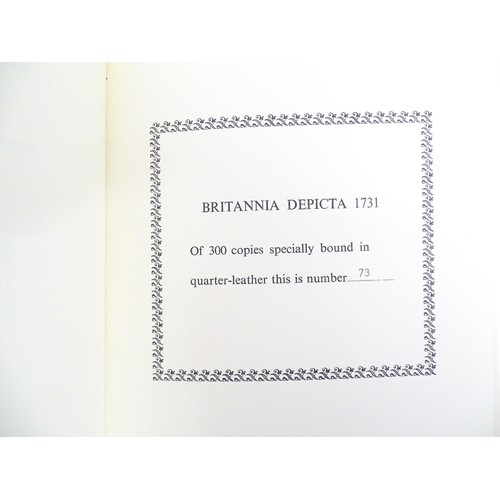 BRITANNIA DEPICTA 1731
Of 300 copies specially bound in
quarter-leather this is number 73